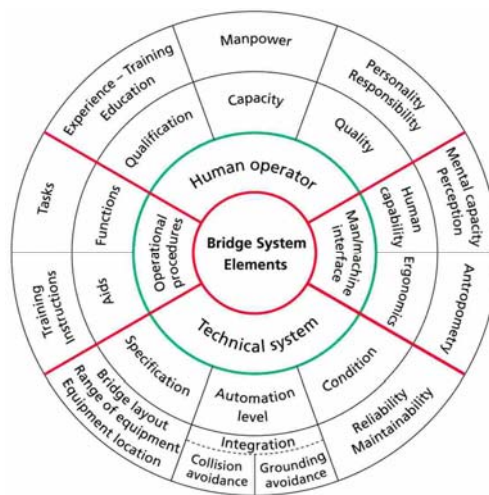 Manpower
Experience – Training
Education
Personality
Responsibility
Capacity
Qualification
Quality
Human operator
Tasks
Functions
Operational
procedures
Bridge System
Elements
Man/machine
interface
Human
capability
Mental capacity
Perception
Training
Instructions
Aids
Ergonomics
Antropometry
Technical system
Specification
Automation
level
Condition
Bridge layout
Range of equipment
Equipment location
Integration
Collision
avoidance
Grounding
avoidance
Reliability
Maintainability